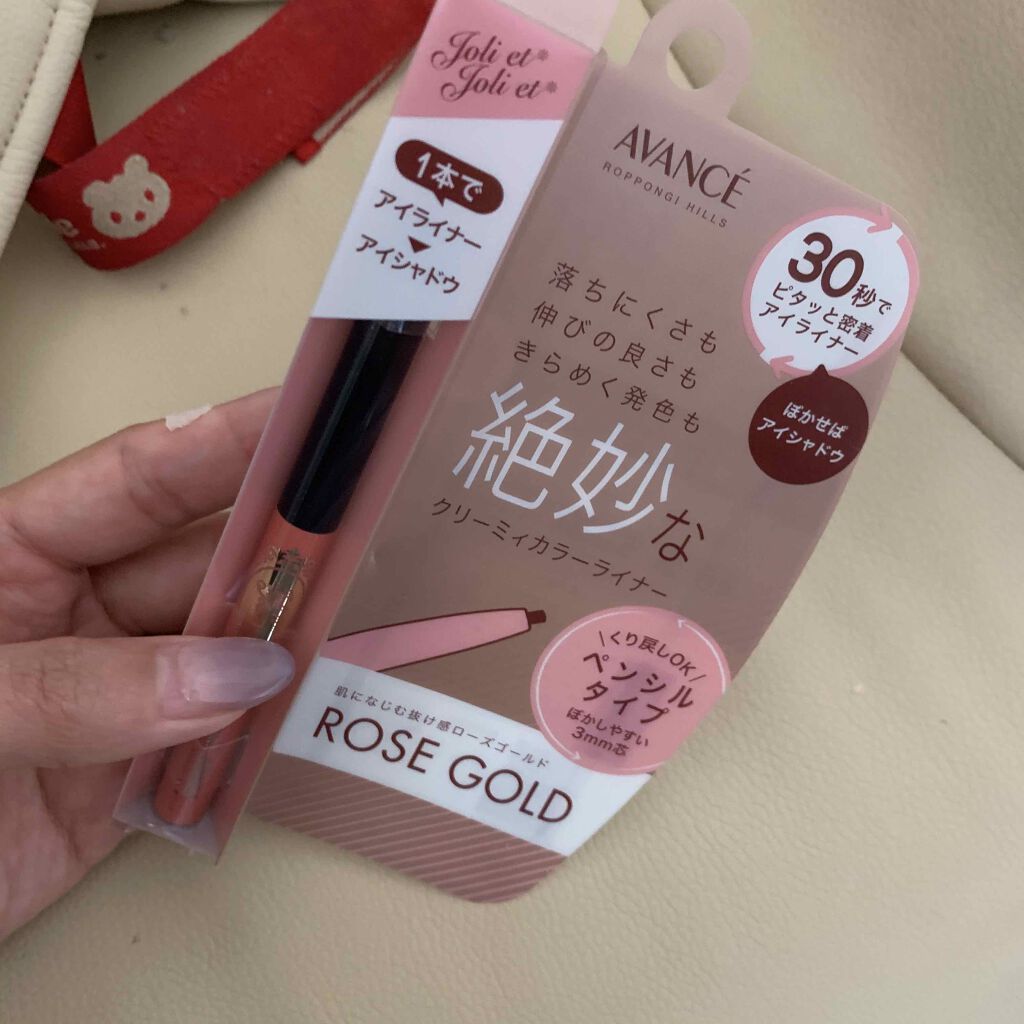 Joli et
Joli et
1本で
アイライナー
アイシャドウ
AVANCÉ
ROPPONGI HILLS
30秒で
ピタッと密着
アイライナー
ぼかせば
アイシャドウ
落ちにくさも
伸びの良さも
きらめく発色も
絶妙な
クリーミィカラーライナー
\くり戻しOK/
ペンシル
タイプ
ぼかしやすい
3mm芯
肌になじむ抜け感ローズゴールド
ROSE GOLD